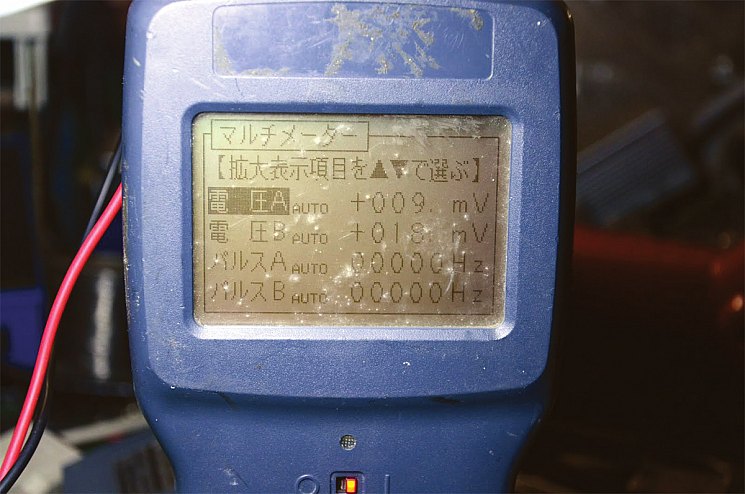 マルチメーター
【拡大表示項目を▲▼で選ぶ】
電 圧A AUTO +009. mV
電 圧B AUTO +018. mV
パルスA AUTO 00000Hz
パルスB AUTO 00000Hz